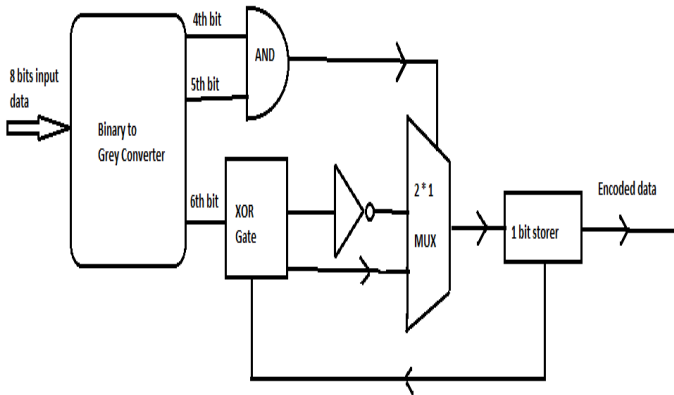 4th bit
AND
5th bit
8 bits input
data
Binary to
Grey Converter
6th bit
XOR
Gate
2 * 1
MUX
1 bit storer
Encoded data